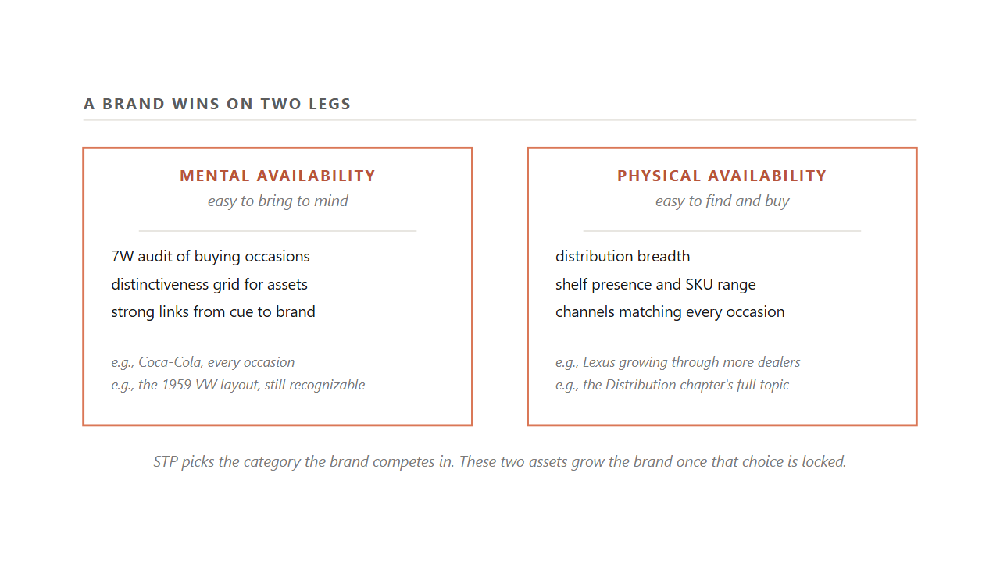 A BRAND WINS ON TWO LEGS
MENTAL AVAILABILITY
easy to bring to mind
7W audit of buying occasions
distinctiveness grid for assets
strong links from cue to brand
e.g., Coca-Cola, every occasion
e.g., the 1959 VW layout, still recognizable
PHYSICAL AVAILABILITY
easy to find and buy
distribution breadth
shelf presence and SKU range
channels matching every occasion
e.g., Lexus growing through more dealers
e.g., the Distribution chapter's full topic
STP picks the category the brand competes in. These two assets grow the brand once that choice is locked.